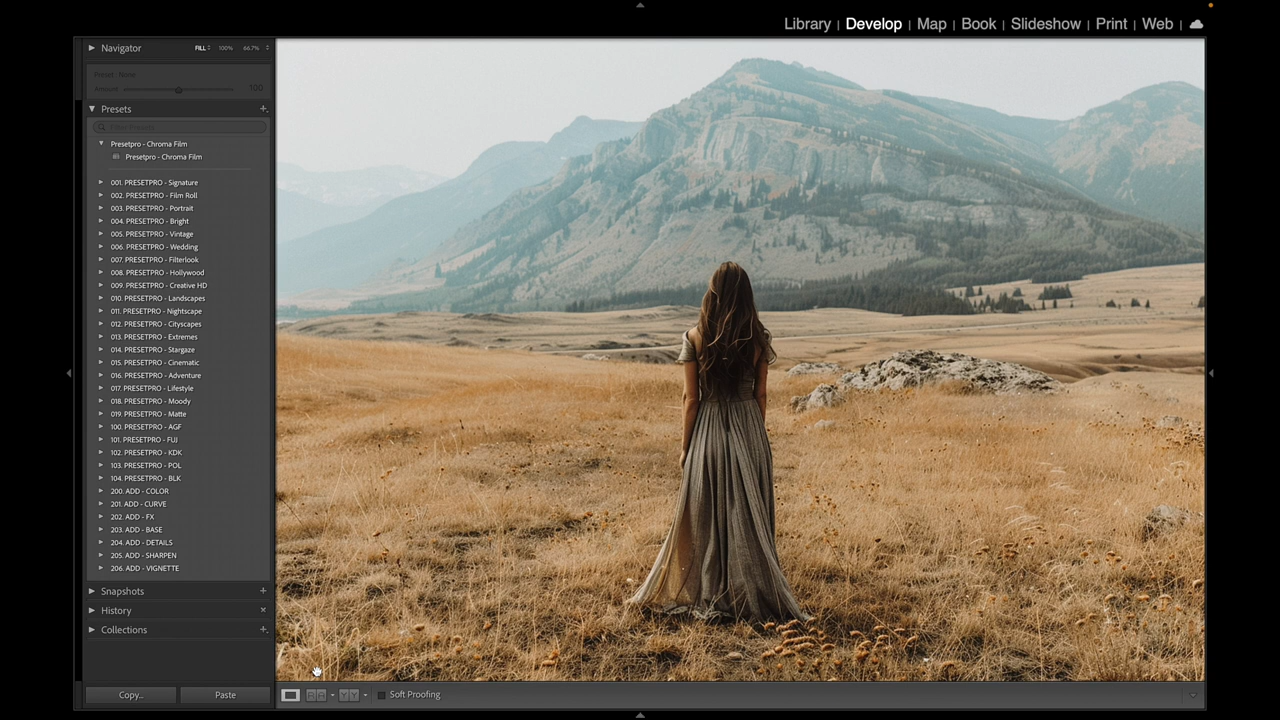 Library | Develop | Map | Book | Slideshow | Print | Web
Navigator FILL 100% 66.7%
Preset: None
Amount 100
Presets
Filter Presets
Presetpro - Chroma Film
Presetpro - Chroma Film
001. PRESETPRO - Signature
002. PRESETPRO - Film Roll
003. PRESETPRO - Portrait
004. PRESETPRO - Bright
005. PRESETPRO - Vintage
006. PRESETPRO - Wedding
007. PRESETPRO - Filterlook
008. PRESETPRO - Hollywood
009. PRESETPRO - Creative HD
010. PRESETPRO - Landscapes
011. PRESETPRO - Nightscape
012. PRESETPRO - Cityscapes
013. PRESETPRO - Extremes
014. PRESETPRO - Stargaze
015. PRESETPRO - Cinematic
016. PRESETPRO - Adventure
017. PRESETPRO - Lifestyle
018. PRESETPRO - Moody
019. PRESETPRO - Matte
100. PRESETPRO - AGF
101. PRESETPRO - FUJ
102. PRESETPRO - KDK
103. PRESETPRO - POL
104. PRESETPRO - BLK
200. ADD - COLOR
201. ADD - CURVE
202. ADD - FX
203. ADD - BASE
204. ADD - DETAILS
205. ADD - SHARPEN
206. ADD - VIGNETTE
Snapshots
History
Collections
Copy... Paste Soft Proofing